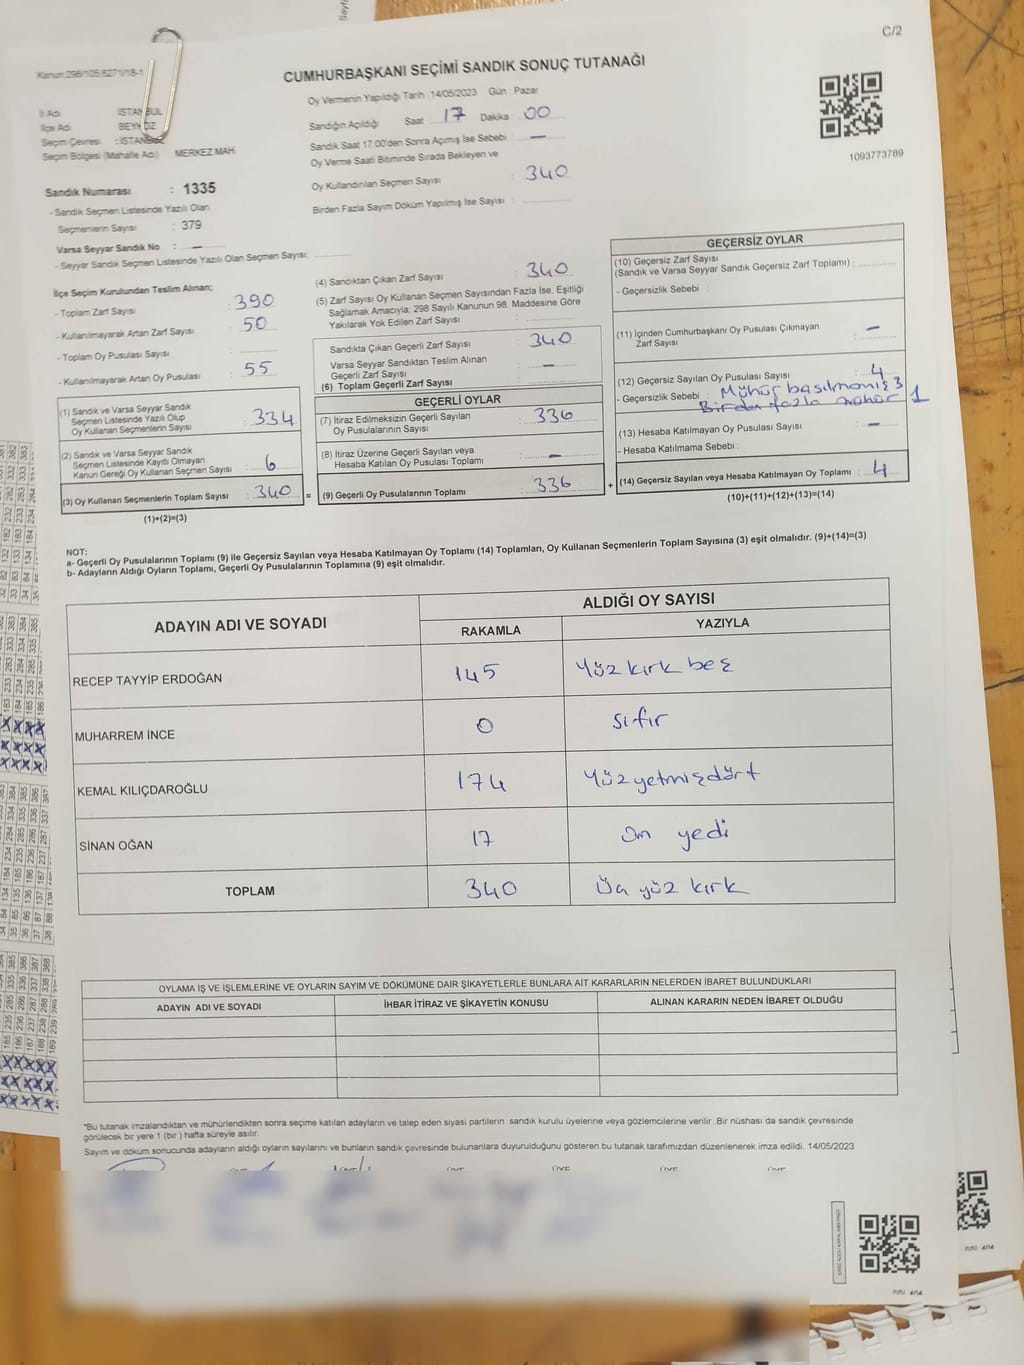 C/2
Kanun,298/105,6271/18-1
CUMHURBAŞKANI SEÇİMİ SANDIK SONUÇ TUTANAĞI
Oy Vermenin Yapıldığı Tarih :14/05/2023 Gün : Pazar
İl Adı İSTANBUL
İlçe Adı BEYKOZ
Seçim Çevresi : İSTANBUL
Seçim Bölgesi (Mahalle Adı) MERKEZ MAH.
Sandık Numarası : 1335
- Sandık Seçmen Listesinde Yazılı Olan
Seçmenlerin Sayısı : 379
Varsa Seyyar Sandık No : —
- Seyyar Sandık Seçmen Listesinde Yazılı Olan Seçmen Sayısı:
Sandığın Açıldığı Saat 17 Dakika 00
Sandık Saat 17:00'den Sonra Açılmış İse Sebebi : —
Oy Verme Saati Bitiminde Sırada Bekleyen ve
Oy Kullandırılan Seçmen Sayısı : 340
Birden Fazla Sayım Döküm Yapılmış İse Sayısı :
1093773789
İlçe Seçim Kurulundan Teslim Alınan;
- Toplam Zarf Sayısı : 390
- Kullanılmayarak Artan Zarf Sayısı : 50
- Toplam Oy Pusulası Sayısı :
- Kullanılmayarak Artan Oy Pusulası : 55
(1) Sandık ve Varsa Seyyar Sandık
Seçmen Listesinde Yazılı Olup
Oy Kullanan Seçmenlerin Sayısı : 334
(2) Sandık ve Varsa Seyyar Sandık
Seçmen Listesinde Kayıtlı Olmayan
Kanun Gereği Oy Kullanan Seçmen Sayısı : 6
(3) Oy Kullanan Seçmenlerin Toplam Sayısı : 340 =
(1)+(2)=(3)
(4) Sandıktan Çıkan Zarf Sayısı : 340
(5) Zarf Sayısı Oy Kullanan Seçmen Sayısından Fazla İse, Eşitliği
Sağlamak Amacıyla; 298 Sayılı Kanunun 98. Maddesine Göre
Yakılarak Yok Edilen Zarf Sayısı :
Sandıkta Çıkan Geçerli Zarf Sayısı : 340
Varsa Seyyar Sandıktan Teslim Alınan
Geçerli Zarf Sayısı : —
(6) Toplam Geçerli Zarf Sayısı :
GEÇERLİ OYLAR
(7) İtiraz Edilmeksizin Geçerli Sayılan
Oy Pusulalarının Sayısı : 336
(8) İtiraz Üzerine Geçerli Sayılan veya
Hesaba Katılan Oy Pusulası Toplamı : —
(9) Geçerli Oy Pusulalarının Toplamı : 336 +
GEÇERSİZ OYLAR
(10) Geçersiz Zarf Sayısı
(Sandık ve Varsa Seyyar Sandık Geçersiz Zarf Toplamı) :
- Geçersizlik Sebebi :
(11) İçinden Cumhurbaşkanı Oy Pusulası Çıkmayan
Zarf Sayısı : —
(12) Geçersiz Sayılan Oy Pusulası Sayısı : 4
- Geçersizlik Sebebi : Mühür basılmamış 3
Birden fazla mühür 1
(13) Hesaba Katılmayan Oy Pusulası Sayısı : —
- Hesaba Katılmama Sebebi :
(14) Geçersiz Sayılan veya Hesaba Katılmayan Oy Toplamı : 4
(10)+(11)+(12)+(13)=(14)
NOT:
a- Geçerli Oy Pusulalarının Toplamı (9) ile Geçersiz Sayılan veya Hesaba Katılmayan Oy Toplamı (14) Toplamları, Oy Kullanan Seçmenlerin Toplam Sayısına (3) eşit olmalıdır. (9)+(14)=(3)
b- Adayların Aldığı Oyların Toplamı, Geçerli Oy Pusulalarının Toplamına (9) eşit olmalıdır.
ADAYIN ADI VE SOYADI ALDIĞI OY SAYISI
RAKAMLA YAZIYLA
RECEP TAYYİP ERDOĞAN 145 Yüz kırk beş
MUHARREM İNCE 0 sıfır
KEMAL KILIÇDAROĞLU 174 Yüzyetmişdört
SİNAN OĞAN 17 On yedi
TOPLAM 340 Üç yüz kırk
OYLAMA İŞ VE İŞLEMLERİNE VE OYLARIN SAYIM VE DÖKÜMÜNE DAİR ŞİKAYETLERLE BUNLARA AİT KARARLARIN NELERDEN İBARET BULUNDUKLARI
ADAYIN ADI VE SOYADI İHBAR İTİRAZ VE ŞİKAYETİN KONUSU ALINAN KARARIN NEDEN İBARET OLDUĞU
*Bu tutanak imzalandıktan ve mühürlendikten sonra seçime katılan adayların ve talep eden siyasi partilerin sandık kurulu üyelerine veya gözlemcilerine verilir. Bir nüshası da sandık çevresinde
görülecek bir yere 1 (bir) hafta süreyle asılır.
Sayım ve döküm sonucunda adayların aldığı oyların sayılarını ve bunların sandık çevresinde bulunanlara duyurulduğunu gösteren bu tutanak tarafımızdan düzenlenerek imza edildi. 14/05/2023